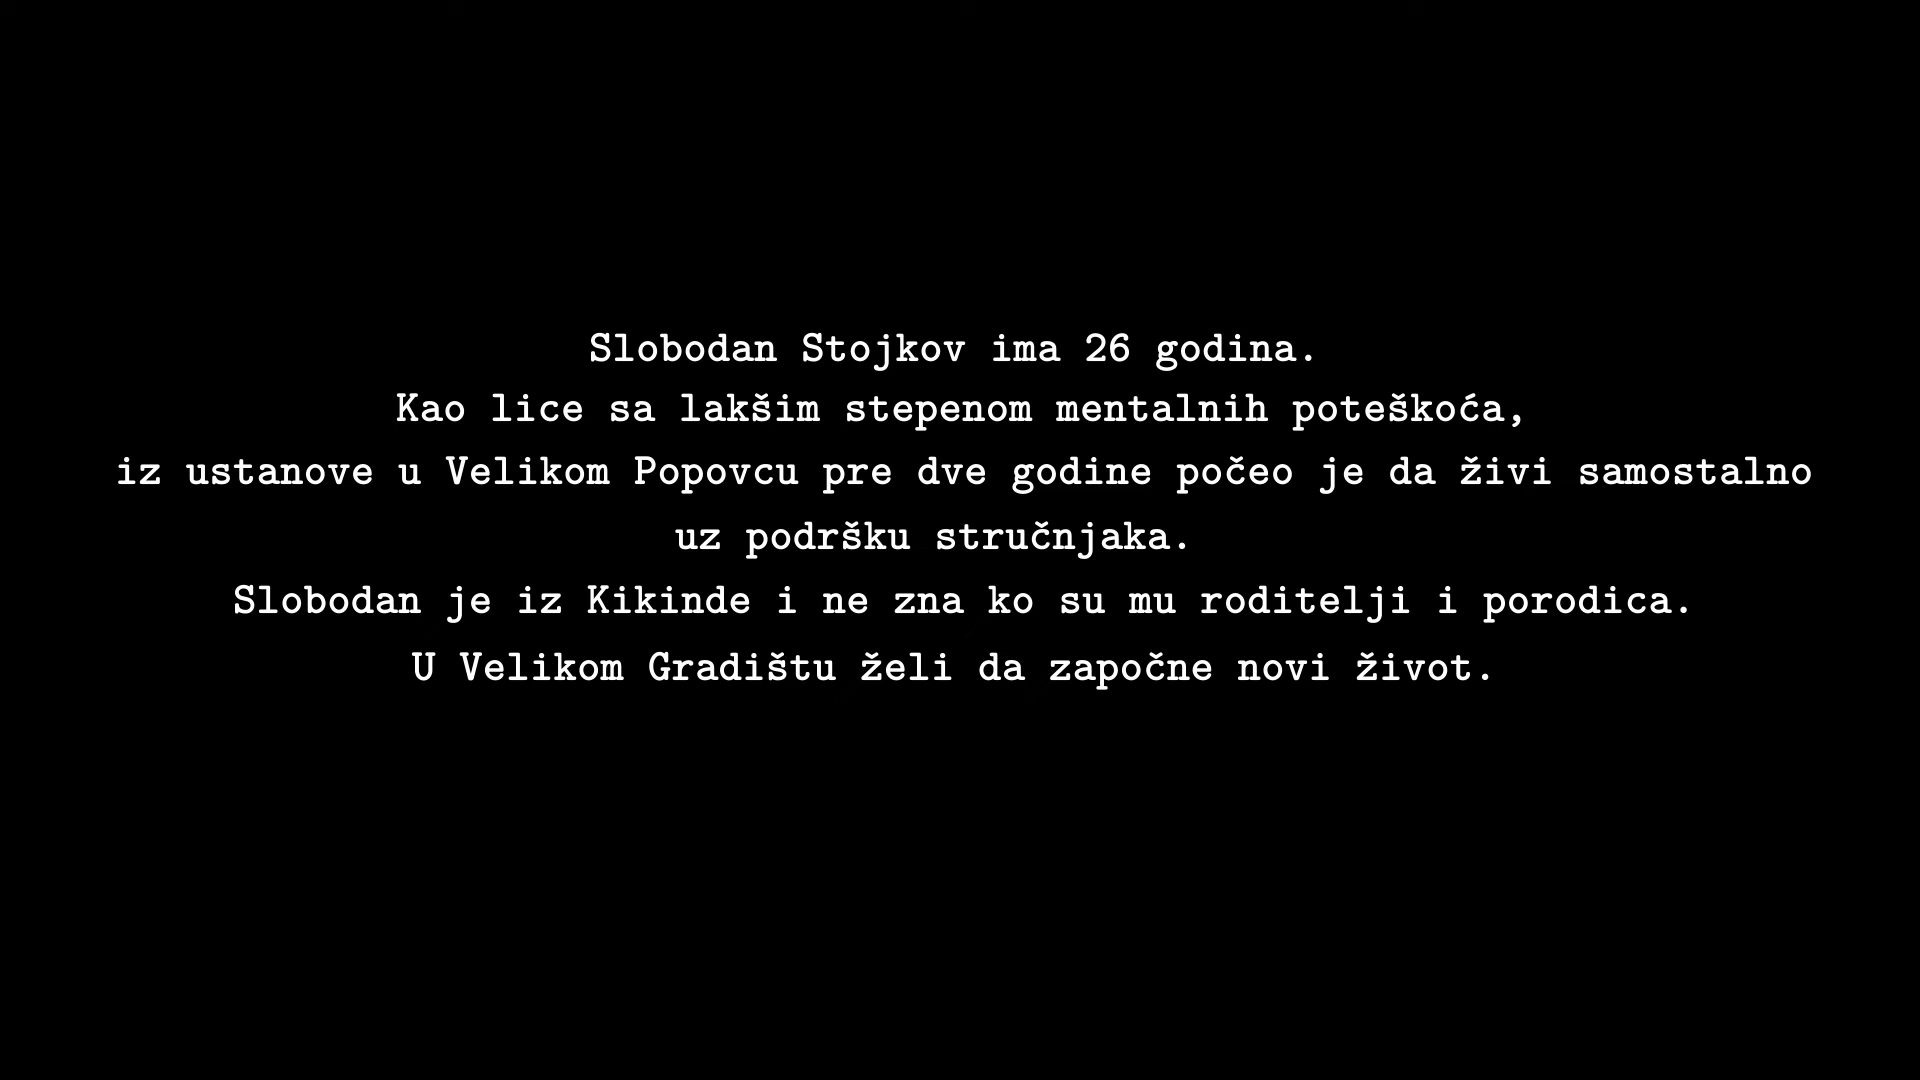 Slobodan Stojkov ima 26 godina.
Kao lice sa lakšim stepenom mentalnih poteškoća,
iz ustanove u Velikom Popovcu pre dve godine počeo je da živi samostalno
uz podršku stručnjaka.
Slobodan je iz Kikinde i ne zna ko su mu roditelji i porodica.
U Velikom Gradištu želi da započne novi život.